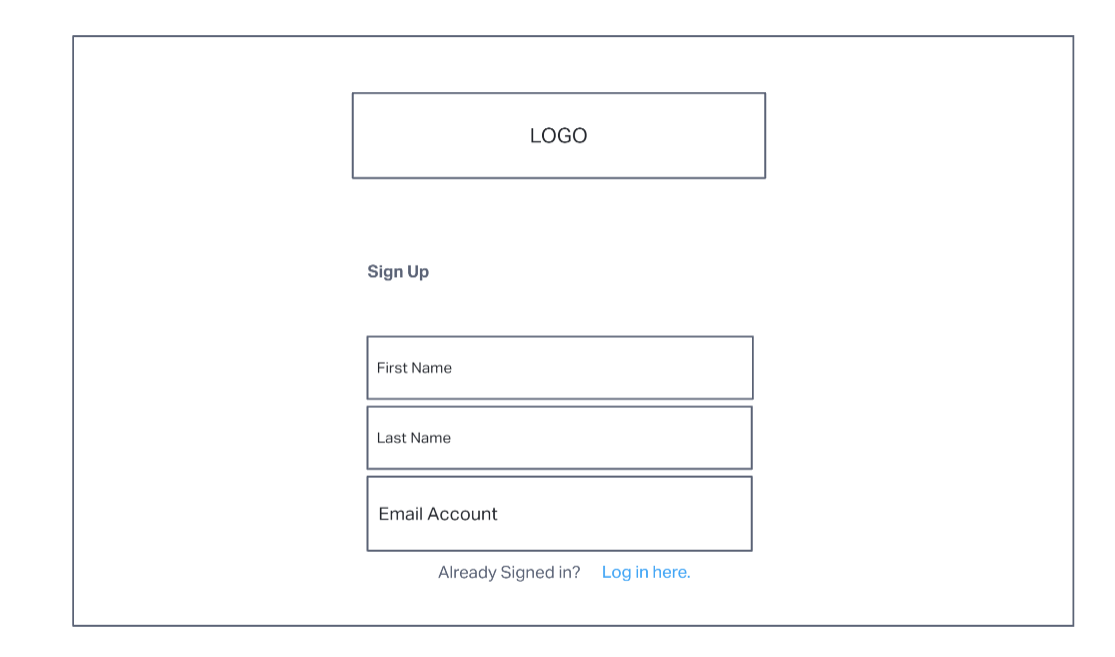 LOGO
Sign Up
First Name
Last Name
Email Account
Already Signed in? Log in here.